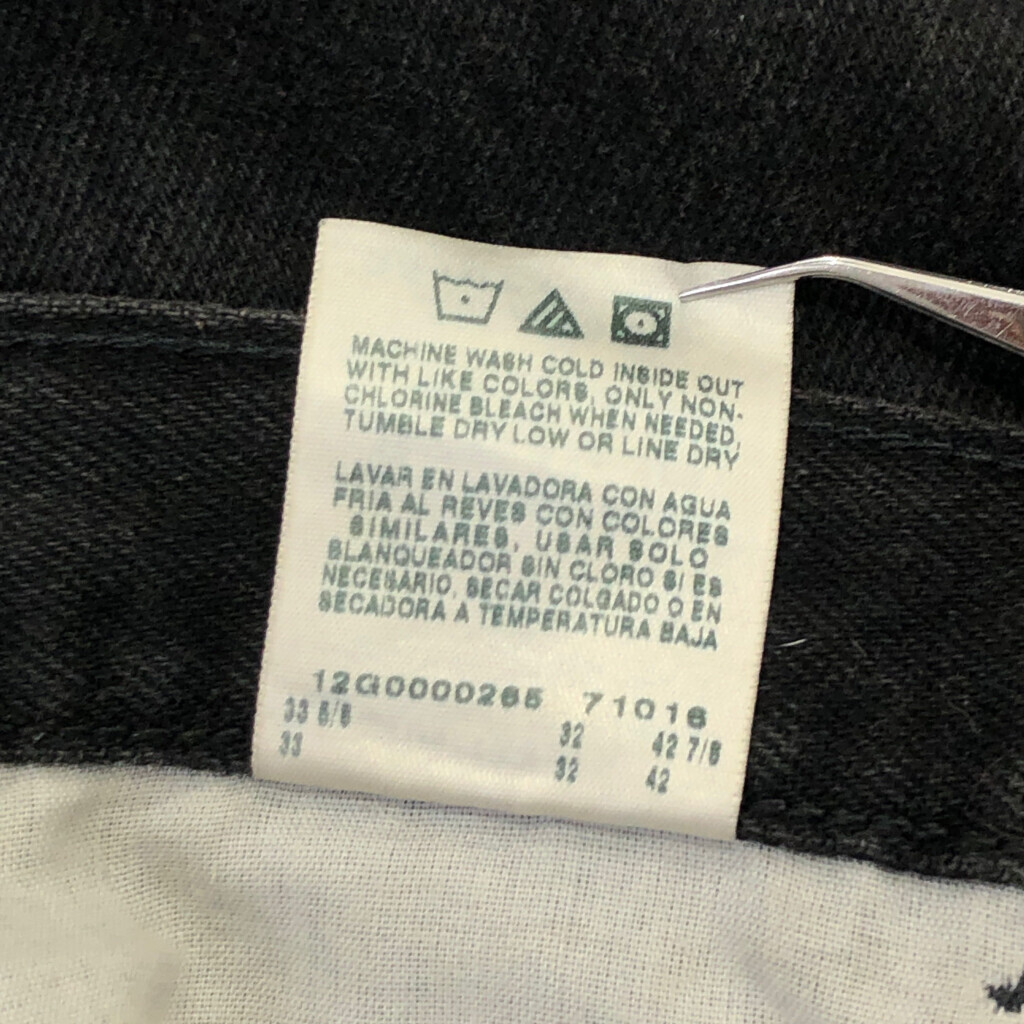 MACHINE WASH COLD INSIDE OUT
WITH LIKE COLORS, ONLY NON-
CHLORINE BLEACH WHEN NEEDED,
TUMBLE DRY LOW OR LINE DRY
LAVAR EN LAVADORA CON AGUA
FRIA AL REVES CON COLORES
SIMILARES, USAR SOLO
BLANQUEADOR SIN CLORO SI ES
NECESARIO, SECAR COLGADO O EN
SECADORA A TEMPERATURA BAJA
12G0000265 71016
33 5/8 32 42 7/8
33 32 42